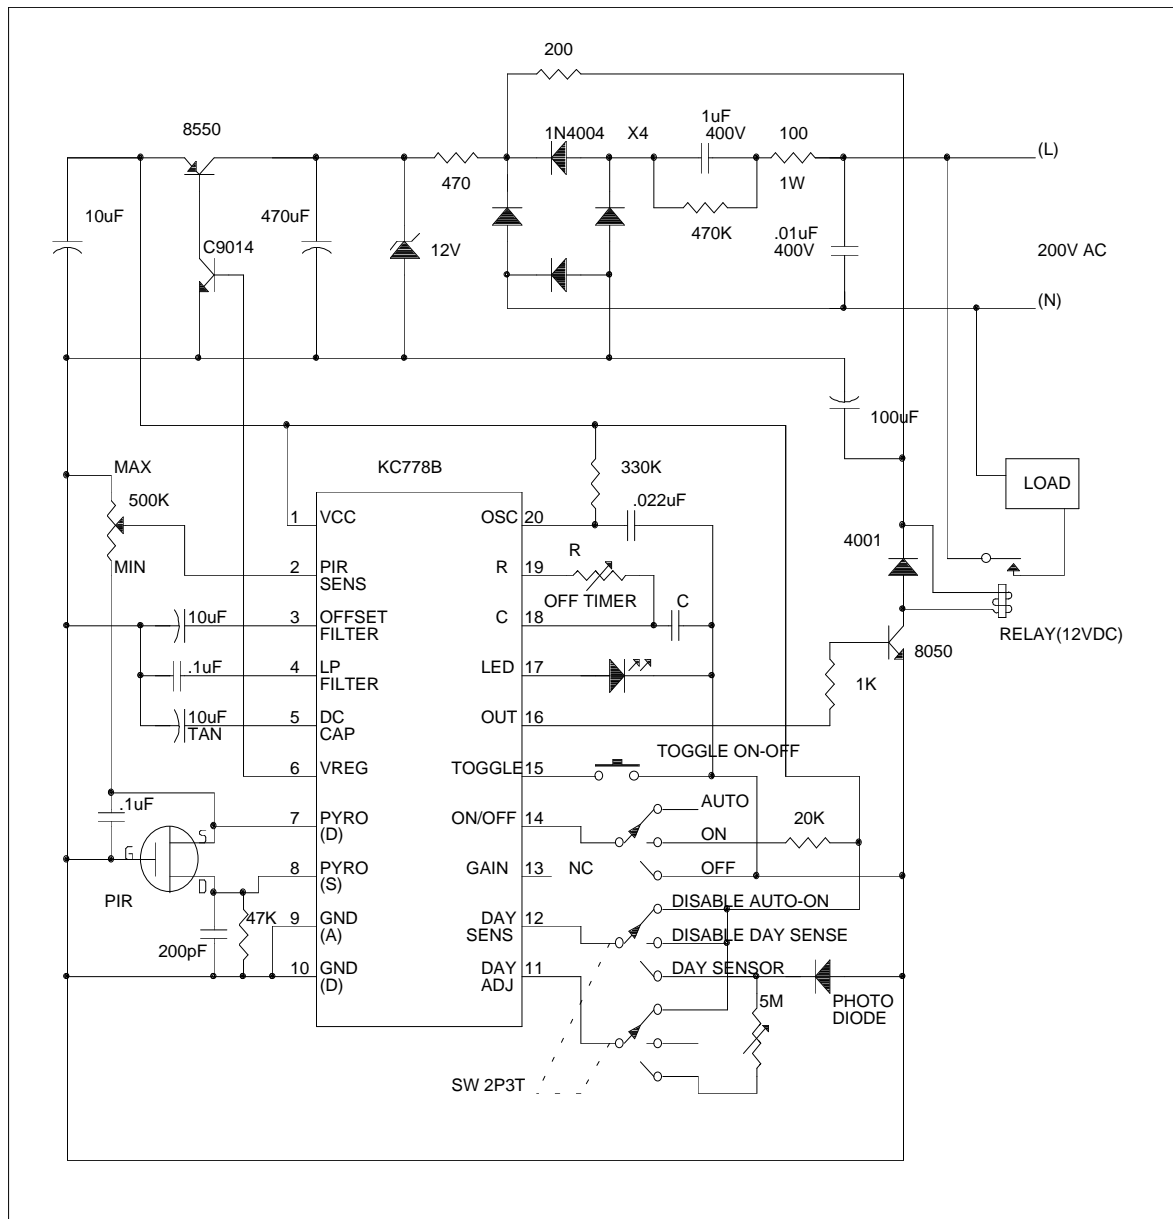 200
8550
1N4004
X4
1uF
400V
100
(L)
470
1W
10uF
470uF
470K
C9014
12V
.01uF
400V
200V AC
(N)
100uF
MAX
KC778B
330K
LOAD
500K
.022uF
1
VCC
OSC
20
4001
MIN
2
PIR
SENS
R
19
R
OFF TIMER
10uF
3
OFFSET
FILTER
C
18
C
RELAY(12VDC)
8050
.1uF
4
LP
FILTER
LED
17
1K
10uF
TAN
5
DC
CAP
OUT
16
TOGGLE ON-OFF
6
VREG
TOGGLE
15
.1uF
AUTO
S
7
PYRO
(D)
ON/OFF
14
ON
20K
G
8
PYRO
(S)
GAIN
13
NC
OFF
D
PIR
DISABLE AUTO-ON
47K
9
GND
(A)
DAY
SENS
12
DISABLE DAY SENSE
200pF
10
GND
(D)
DAY
ADJ
11
DAY SENSOR
5M
PHOTO
DIODE
SW 2P3T